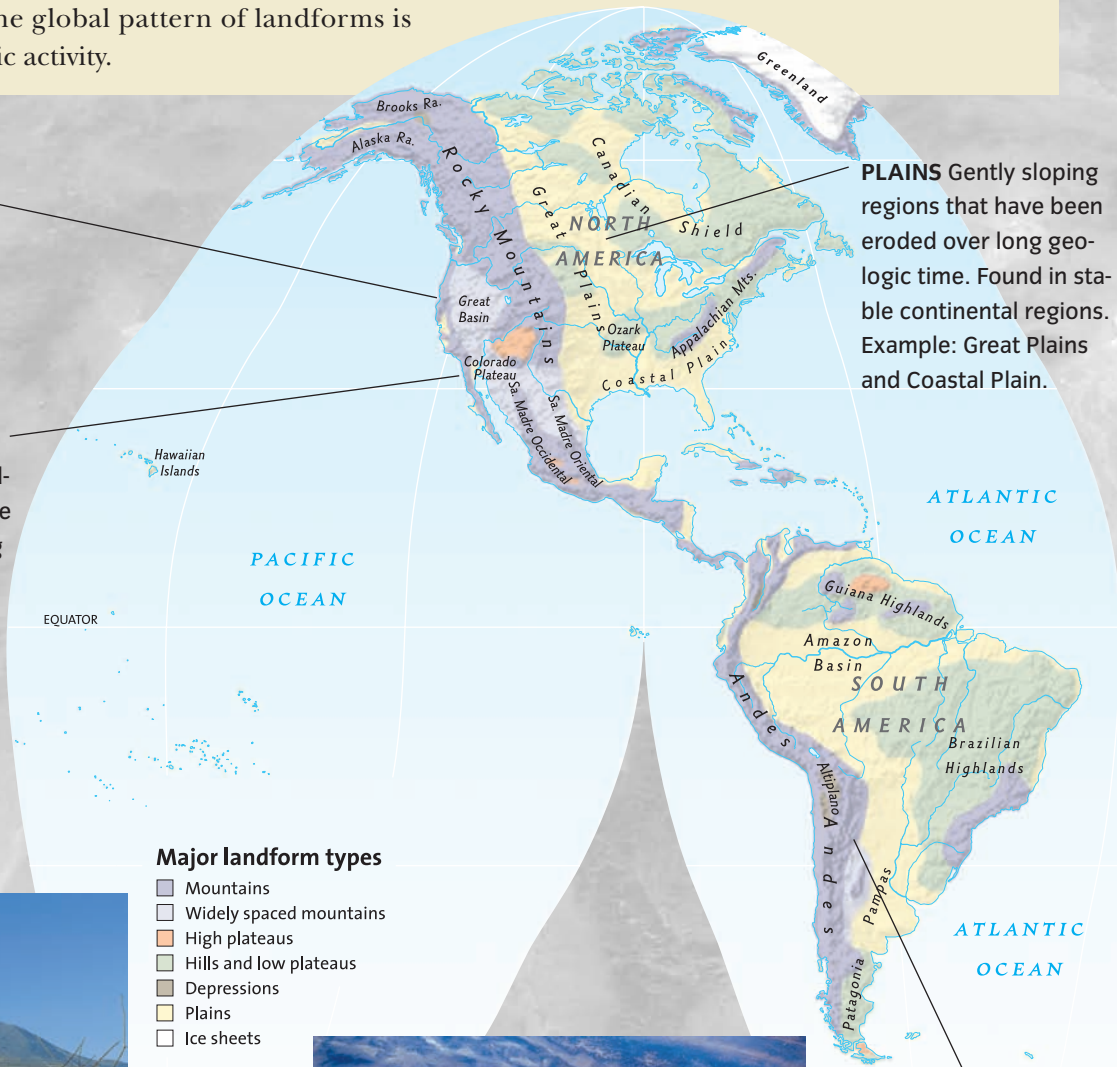 he global pattern of landforms is
ic activity.
Greenland
Brooks Ra.
Alaska Ra.
Rocky Mountains
Canadian Shield
Great Plains
NORTH
AMERICA
Great
Basin
Colorado
Plateau
Ozark
Plateau
Appalachian Mts.
Coastal Plain
Sa. Madre Occidental
Sa. Madre Oriental
PLAINS Gently sloping
regions that have been
eroded over long geo-
logic time. Found in sta-
ble continental regions.
Example: Great Plains
and Coastal Plain.
Hawaiian
Islands
l-
e
g
PACIFIC
OCEAN
ATLANTIC
OCEAN
EQUATOR
Guiana Highlands
Amazon
Basin
SOUTH
AMERICA
Andes
Brazilian
Highlands
Altiplano
Andes
Pampas
Patagonia
ATLANTIC
OCEAN
Major landform types
Mountains
Widely spaced mountains
High plateaus
Hills and low plateaus
Depressions
Plains
Ice sheets